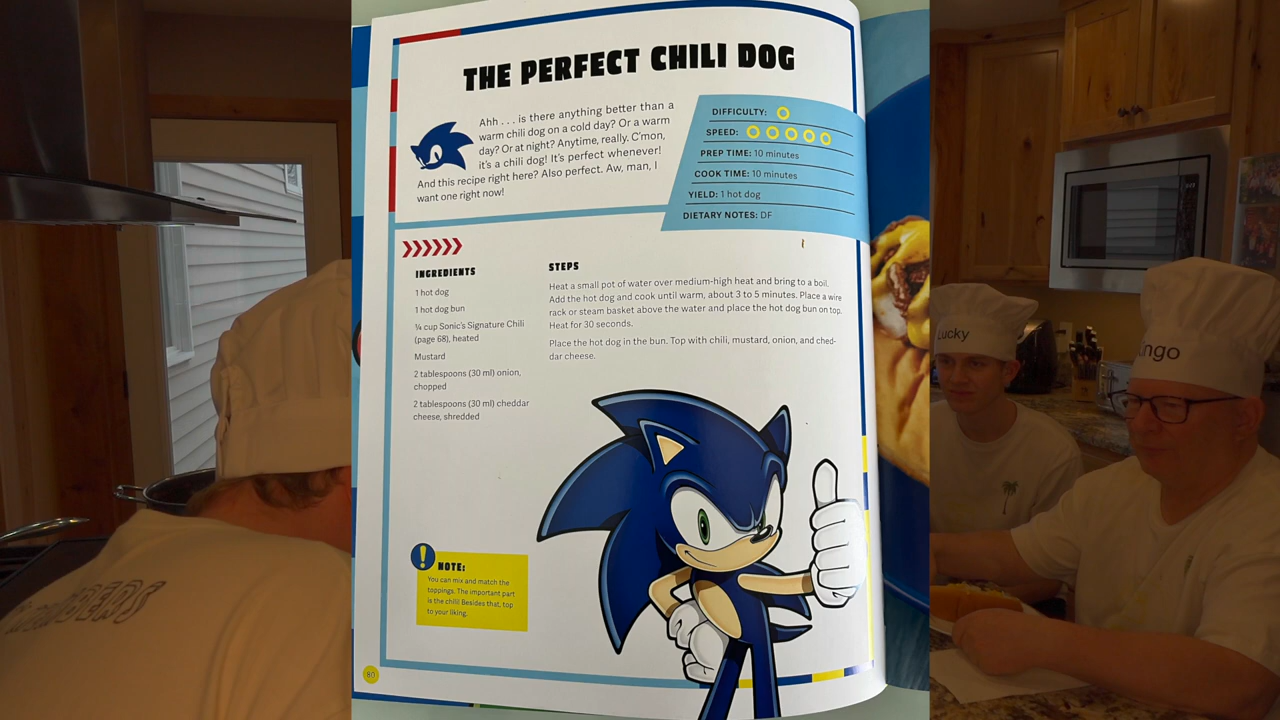 THE PERFECT CHILI DOG
Ahh . . . is there anything better than a
warm chili dog on a cold day? Or a warm
day? Or at night? Anytime, really. C'mon,
it's a chili dog! It's perfect whenever!
And this recipe right here? Also perfect. Aw, man, I
want one right now!
DIFFICULTY:
SPEED:
PREP TIME: 10 minutes
COOK TIME: 10 minutes
YIELD: 1 hot dog
DIETARY NOTES: DF
INGREDIENTS
1 hot dog
1 hot dog bun
¼ cup Sonic's Signature Chili
(page 68), heated
Mustard
2 tablespoons (30 ml) onion,
chopped
2 tablespoons (30 ml) cheddar
cheese, shredded
STEPS
Heat a small pot of water over medium-high heat and bring to a boil.
Add the hot dog and cook until warm, about 3 to 5 minutes. Place a wire
rack or steam basket above the water and place the hot dog bun on top.
Heat for 30 seconds.
Place the hot dog in the bun. Top with chili, mustard, onion, and ched-
dar cheese.
! NOTE:
You can mix and match the
toppings. The important part
is the chili! Besides that, top
to your liking.
80
Lucky